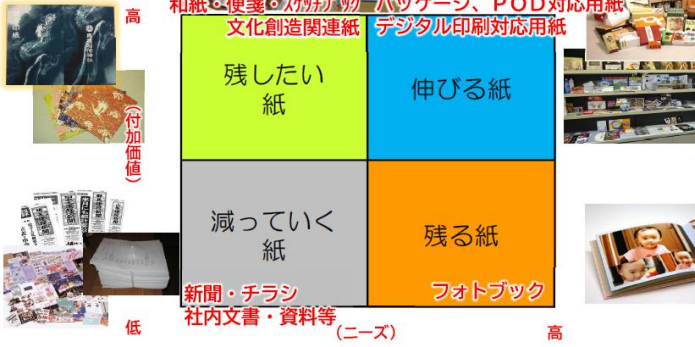 和紙・便箋・スケッチブック パッケージ、POD対応用紙
文化創造関連紙 デジタル印刷対応用紙
高
残したい
紙
伸びる紙
(付加価値)
減っていく
紙
残る紙
新聞・チラシ
社内文書・資料等
フォトブック
低
(ニーズ)
高